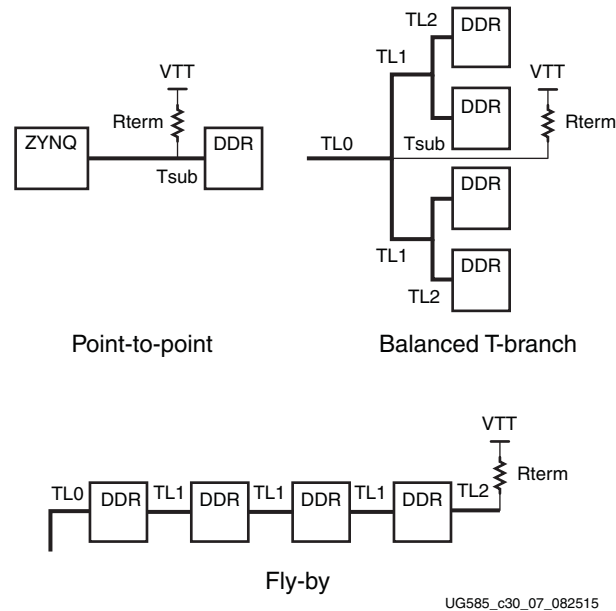 VTT
Rterm
ZYNQ
DDR
Tsub
Point-to-point
TL2
DDR
TL1
VTT
DDR
Rterm
TL0
Tsub
DDR
TL1
DDR
TL2
Balanced T-branch
VTT
Rterm
TL0
DDR
TL1
DDR
TL1
DDR
TL1
DDR
TL2
Fly-by
UG585_c30_07_082515